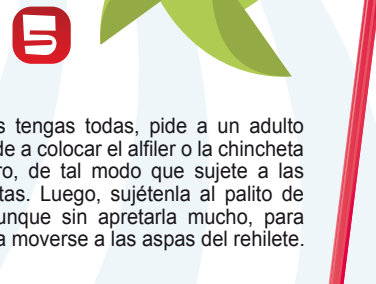 5
s tengas todas, pide a un adulto
de a colocar el alfiler o la chincheta
ro, de tal modo que sujete a las
tas. Luego, sujétenla al palito de
unque sin apretarla mucho, para
a moverse a las aspas del rehilete.